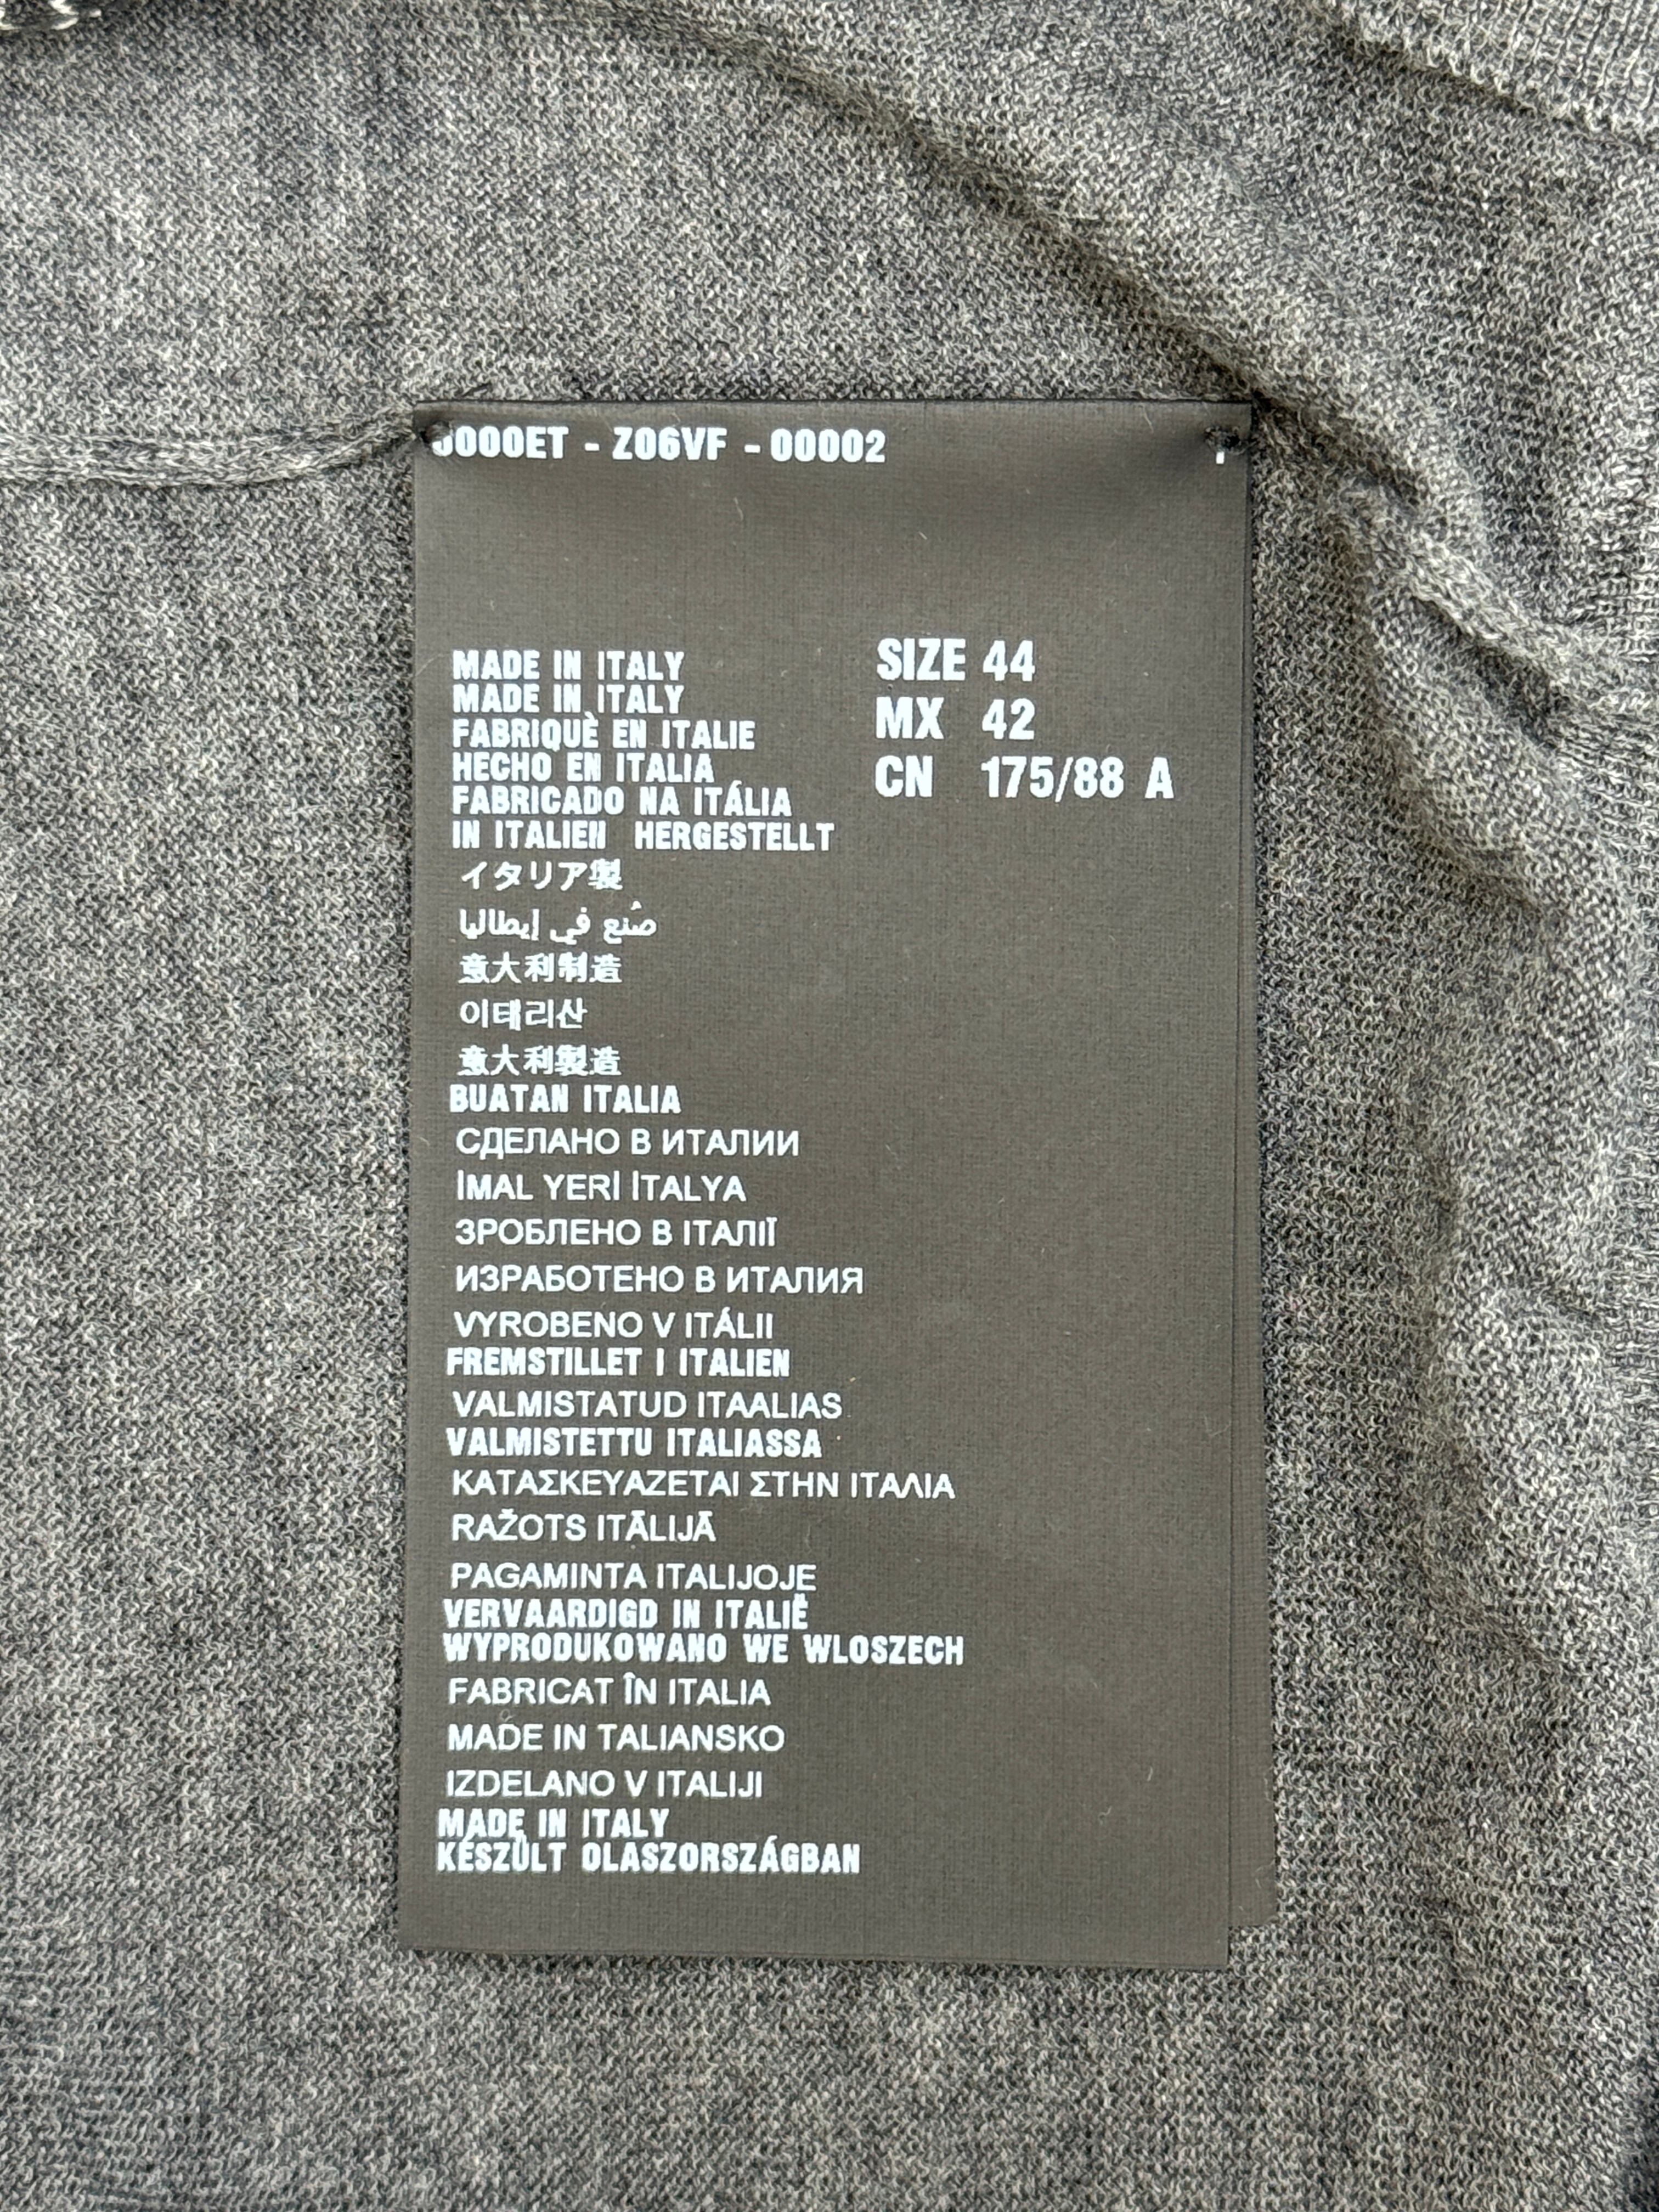 000ET - Z06VF - 00002
MADE IN ITALY
MADE IN ITALY
FABRIQUÈ EN ITALIE
HECHO EN ITALIA
FABRICADO NA ITÁLIA
IN ITALIEN HERGESTELLT
イタリア製
صُنع في إيطاليا
意大利制造
이테리산
意大利製造
BUATAN ITALIA
СДЕЛАНО В ИТАЛИИ
İMAL YERİ İTALYA
ЗРОБЛЕНО В ІТАЛІЇ
ИЗРАБОТЕНО В ИТАЛИЯ
VYROBENO V ITÁLII
FREMSTILLET I ITALIEN
VALMISTATUD ITAALIAS
VALMISTETTU ITALIASSA
ΚΑΤΑΣΚΕΥΑΖΕΤΑΙ ΣΤΗΝ ΙΤΑΛΙΑ
RAŽOTS ITĀLIJĀ
PAGAMINTA ITALIJOJE
VERVAARDIGD IN ITALIË
WYPRODUKOWANO WE WLOSZECH
FABRICAT ÎN ITALIA
MADE IN TALIANSKO
IZDELANO V ITALIJI
MADE IN ITALY
KÉSZÛLT OLASZORSZÁGBAN
SIZE 44
MX 42
CN 175/88 A